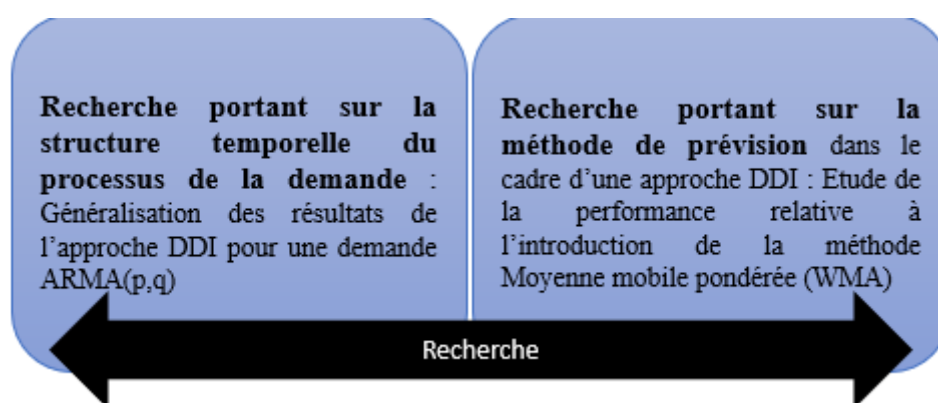 Recherche portant sur la
structure temporelle du
processus de la demande :
Généralisation des résultats de
l'approche DDI pour une demande
ARMA(p,q)
Recherche portant sur la
méthode de prévision dans le
cadre d'une approche DDI : Etude de
la performance relative à
l'introduction de la méthode
Moyenne mobile pondérée (WMA)
Recherche